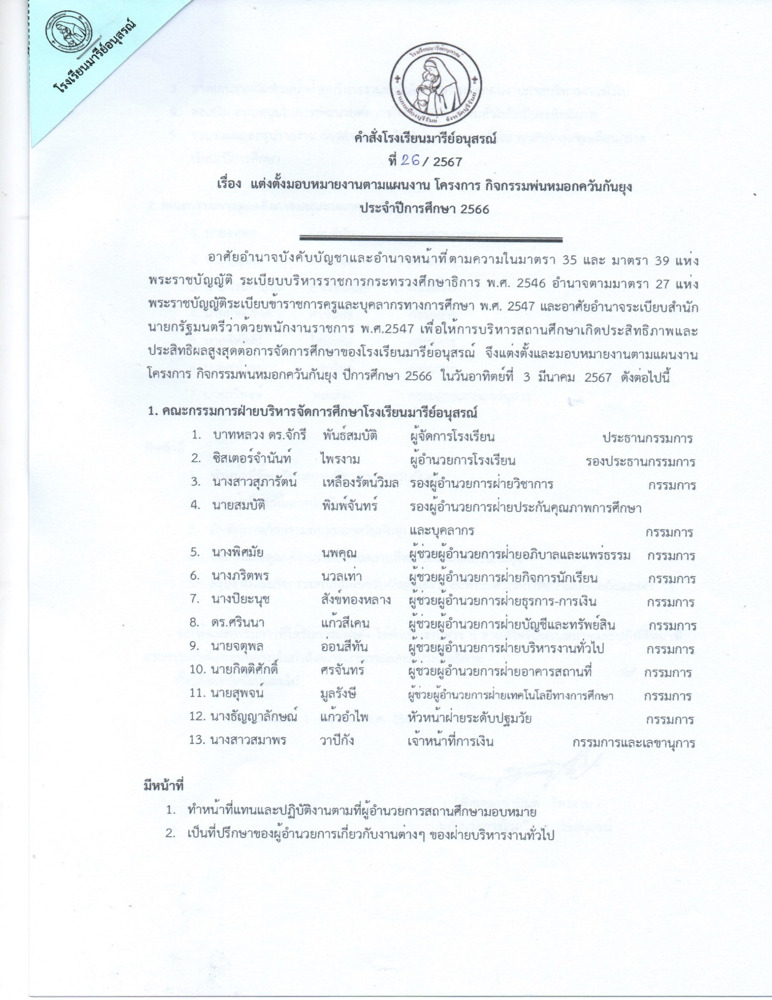 โรงเรียนมารีย์อนุสรณ์
โรงเรียนมารีย์อนุสรณ์
อำเภอเมืองบุรีรัมย์ จังหวัดบุรีรัมย์
คำสั่งโรงเรียนมารีย์อนุสรณ์
ที่ 26 / 2567
เรื่อง แต่งตั้งมอบหมายงานตามแผนงาน โครงการ กิจกรรมพ่นหมอกควันกันยุง
ประจำปีการศึกษา 2566
อาศัยอำนาจบังคับบัญชาและอำนาจหน้าที่ตามความในมาตรา 35 และ มาตรา 39 แห่ง
พระราชบัญญัติ ระเบียบบริหารราชการกระทรวงศึกษาธิการ พ.ศ. 2546 อำนาจตามมาตรา 27 แห่ง
พระราชบัญญัติระเบียบข้าราชการครูและบุคลากรทางการศึกษา พ.ศ. 2547 และอาศัยอำนาจระเบียบสำนัก
นายกรัฐมนตรีว่าด้วยพนักงานราชการ พ.ศ.2547 เพื่อให้การบริหารสถานศึกษาเกิดประสิทธิภาพและ
ประสิทธิผลสูงสุดต่อการจัดการศึกษาของโรงเรียนมารีย์อนุสรณ์ จึงแต่งตั้งและมอบหมายงานตามแผนงาน
โครงการ กิจกรรมพ่นหมอกควันกันยุง ปีการศึกษา 2566 ในวันอาทิตย์ที่ 3 มีนาคม 2567 ดังต่อไปนี้
1. คณะกรรมการฝ่ายบริหารจัดการศึกษาโรงเรียนมารีย์อนุสรณ์
1. บาทหลวง ดร.จักรี พันธ์สมบัติ ผู้จัดการโรงเรียน ประธานกรรมการ
2. ซิสเตอร์จำนันท์ ไพรงาม ผู้อำนวยการโรงเรียน รองประธานกรรมการ
3. นางสาวสุภารัตน์ เหลืองรัตน์วิมล รองผู้อำนวยการฝ่ายวิชาการ กรรมการ
4. นายสมบัติ พิมพ์จันทร์ รองผู้อำนวยการฝ่ายประกันคุณภาพการศึกษา
และบุคลากร กรรมการ
5. นางพิศมัย นพคุณ ผู้ช่วยผู้อำนวยการฝ่ายอภิบาลและแพร่ธรรม กรรมการ
6. นางภริตพร นวลเท่า ผู้ช่วยผู้อำนวยการฝ่ายกิจการนักเรียน กรรมการ
7. นางปิยะนุช สังข์ทองหลาง ผู้ช่วยผู้อำนวยการฝ่ายธุรการ-การเงิน กรรมการ
8. ดร.ศรินนา แก้วสีเคน ผู้ช่วยผู้อำนวยการฝ่ายบัญชีและทรัพย์สิน กรรมการ
9. นายจตุพล อ่อนสีทัน ผู้ช่วยผู้อำนวยการฝ่ายบริหารงานทั่วไป กรรมการ
10. นายกิตติศักดิ์ ศรจันทร์ ผู้ช่วยผู้อำนวยการฝ่ายอาคารสถานที่ กรรมการ
11. นายสุพจน์ มูลรังษี ผู้ช่วยผู้อำนวยการฝ่ายเทคโนโลยีทางการศึกษา กรรมการ
12. นางธัญญาลักษณ์ แก้วอำไพ หัวหน้าฝ่ายระดับปฐมวัย กรรมการ
13. นางสาวสมาพร วาปีกัง เจ้าหน้าที่การเงิน กรรมการและเลขานุการ
มีหน้าที่
1. ทำหน้าที่แทนและปฏิบัติงานตามที่ผู้อำนวยการสถานศึกษามอบหมาย
2. เป็นที่ปรึกษาของผู้อำนวยการเกี่ยวกับงานต่างๆ ของฝ่ายบริหารงานทั่วไป